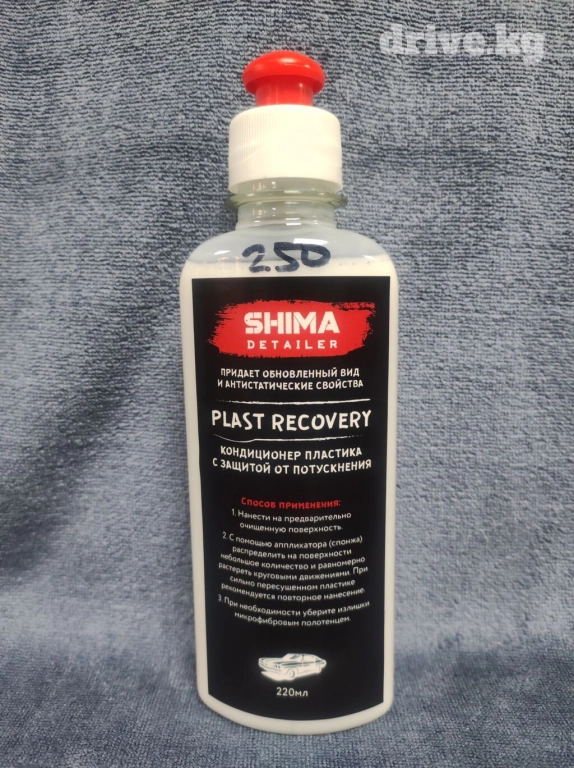 drive.kg
250
SHIMA
DETAILER
ПРИДАЕТ ОБНОВЛЕННЫЙ ВИД
И АНТИСТАТИЧЕСКИЕ СВОЙСТВА
PLAST RECOVERY
КОНДИЦИОНЕР ПЛАСТИКА
С ЗАЩИТОЙ ОТ ПОТУСКНЕНИЯ
СПОСОБ ПРИМЕНЕНИЯ:
1. Нанести на предварительно
очищенную поверхность.
2. С помощью аппликатора (спонжа)
распределить на поверхности
небольшое количество и равномерно
растереть круговыми движениями. При
сильно пересушенном пластике
рекомендуется повторное нанесение.
3. При необходимости уберите излишки
микрофибровым полотенцем.
220мл